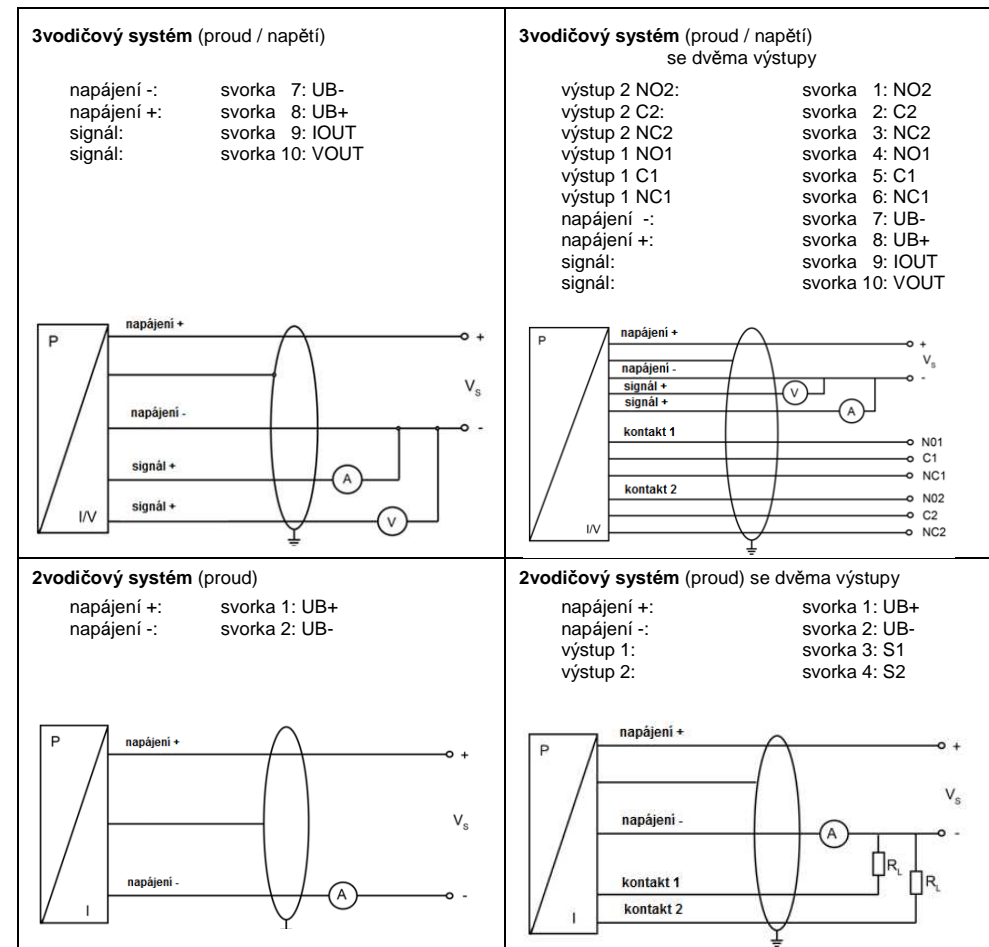 3vodičový systém (proud / napětí)
napájení -: svorka 7: UB-
napájení +: svorka 8: UB+
signál: svorka 9: IOUT
signál: svorka 10: VOUT
P
napájení +
+
Vs
napájení -
-
signál +
A
signál +
V
I/V
3vodičový systém (proud / napětí)
se dvěma výstupy
výstup 2 NO2: svorka 1: NO2
výstup 2 C2: svorka 2: C2
výstup 2 NC2 svorka 3: NC2
výstup 1 NO1 svorka 4: NO1
výstup 1 C1 svorka 5: C1
výstup 1 NC1 svorka 6: NC1
napájení -: svorka 7: UB-
napájení +: svorka 8: UB+
signál: svorka 9: IOUT
signál: svorka 10: VOUT
P
napájení +
+
Vs
napájení -
-
signál +
V
signál +
A
kontakt 1
N01
C1
NC1
kontakt 2
N02
C2
I/V
NC2
2vodičový systém (proud)
napájení +: svorka 1: UB+
napájení -: svorka 2: UB-
P
napájení +
+
Vs
napájení -
A
-
I
2vodičový systém (proud) se dvěma výstupy
napájení +: svorka 1: UB+
napájení -: svorka 2: UB-
výstup 1: svorka 3: S1
výstup 2: svorka 4: S2
P
napájení +
+
Vs
napájení -
A
-
RL
RL
kontakt 1
kontakt 2
I